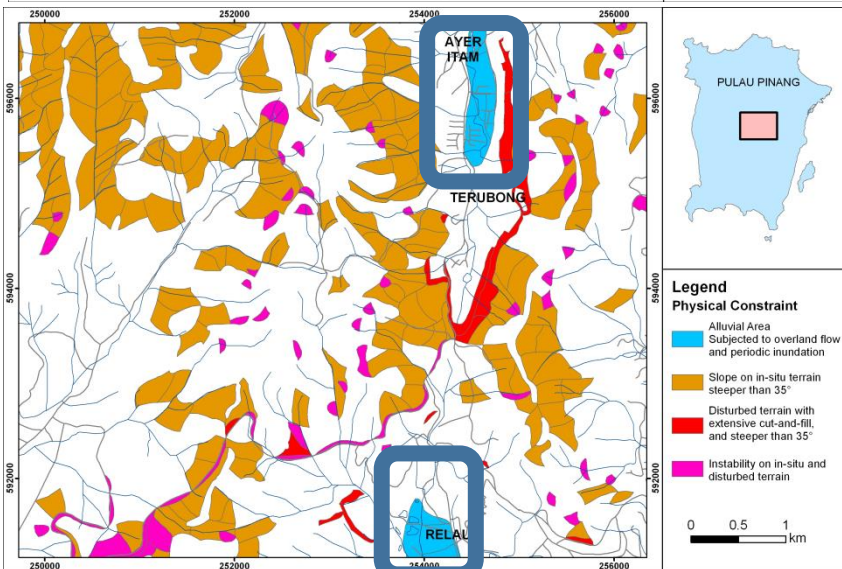 250000
252000
254000
256000
AYER
ITAM
596000
596000
TERUBONG
594000
594000
592000
592000
RELAU
250000
252000
254000
256000
PULAU PINANG
Legend
Physical Constraint
Alluvial Area
Subjected to overland flow
and periodic inundation
Slope on in-situ terrain
steeper than 35°
Disturbed terrain with
extensive cut-and-fill,
and steeper than 35°
Instability on in-situ and
disturbed terrain
0 0.5 1
km